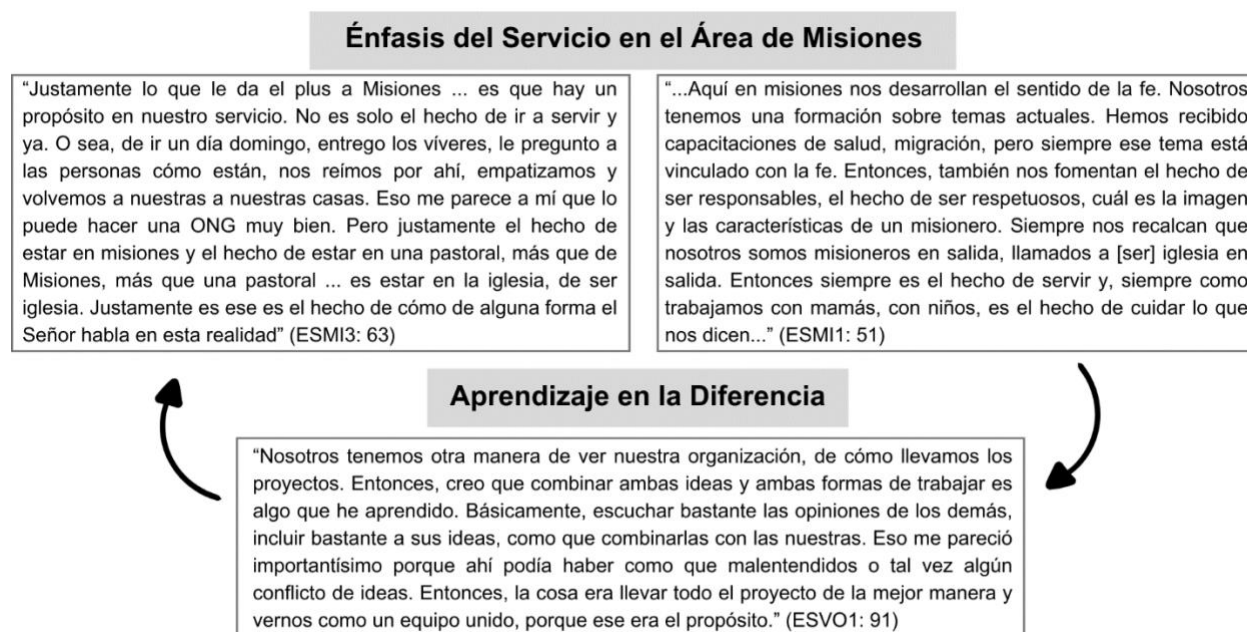 Énfasis del Servicio en el Área de Misiones
“Justamente lo que le da el plus a Misiones ... es que hay un
propósito en nuestro servicio. No es solo el hecho de ir a servir y
ya. O sea, de ir un día domingo, entrego los víveres, le pregunto a
las personas cómo están, nos reímos por ahí, empatizamos y
volvemos a nuestras a nuestras casas. Eso me parece a mí que lo
puede hacer una ONG muy bien. Pero justamente el hecho de
estar en misiones y el hecho de estar en una pastoral, más que de
Misiones, más que una pastoral ... es estar en la iglesia, de ser
iglesia. Justamente es ese es el hecho de cómo de alguna forma el
Señor habla en esta realidad” (ESMI3: 63)
“...Aquí en misiones nos desarrollan el sentido de la fe. Nosotros
tenemos una formación sobre temas actuales. Hemos recibido
capacitaciones de salud, migración, pero siempre ese tema está
vinculado con la fe. Entonces, también nos fomentan el hecho de
ser responsables, el hecho de ser respetuosos, cuál es la imagen
y las características de un misionero. Siempre nos recalcan que
nosotros somos misioneros en salida, llamados a [ser] iglesia en
salida. Entonces siempre es el hecho de servir y, siempre como
trabajamos con mamás, con niños, es el hecho de cuidar lo que
nos dicen...” (ESMI1: 51)
Aprendizaje en la Diferencia
“Nosotros tenemos otra manera de ver nuestra organización, de cómo llevamos los
proyectos. Entonces, creo que combinar ambas ideas y ambas formas de trabajar es
algo que he aprendido. Básicamente, escuchar bastante las opiniones de los demás,
incluir bastante a sus ideas, como que combinarlas con las nuestras. Eso me pareció
importantísimo porque ahí podía haber como que malentendidos o tal vez algún
conflicto de ideas. Entonces, la cosa era llevar todo el proyecto de la mejor manera y
vernos como un equipo unido, porque ese era el propósito.” (ESVO1: 91)